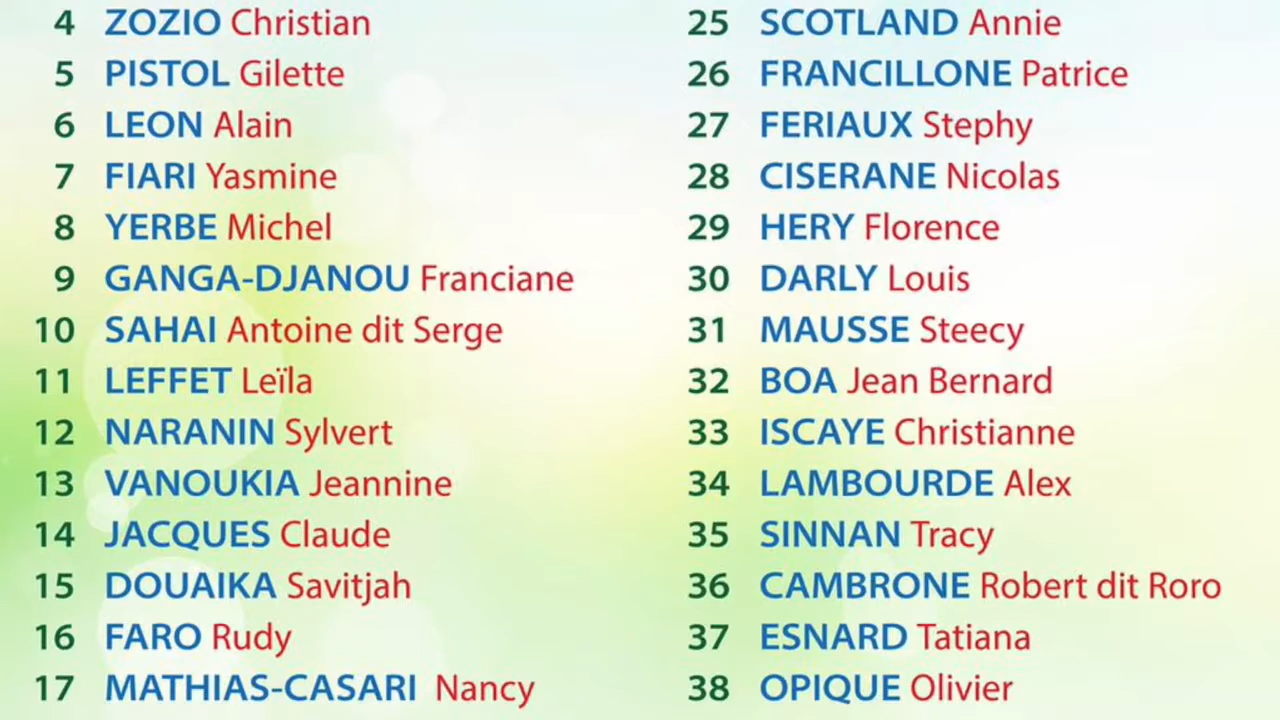 4 ZOZIO Christian
5 PISTOL Gilette
6 LEON Alain
7 FIARI Yasmine
8 YERBE Michel
9 GANGA-DJANOU Franciane
10 SAHAI Antoine dit Serge
11 LEFFET Leïla
12 NARANIN Sylvert
13 VANOUKIA Jeannine
14 JACQUES Claude
15 DOUAIKA Savitjah
16 FARO Rudy
17 MATHIAS-CASARI Nancy
25 SCOTLAND Annie
26 FRANCILLONE Patrice
27 FERIAUX Stephy
28 CISERANE Nicolas
29 HERY Florence
30 DARLY Louis
31 MAUSSE Steecy
32 BOA Jean Bernard
33 ISCAYE Christianne
34 LAMBOURDE Alex
35 SINNAN Tracy
36 CAMBRONE Robert dit Roro
37 ESNARD Tatiana
38 OPIQUE Olivier